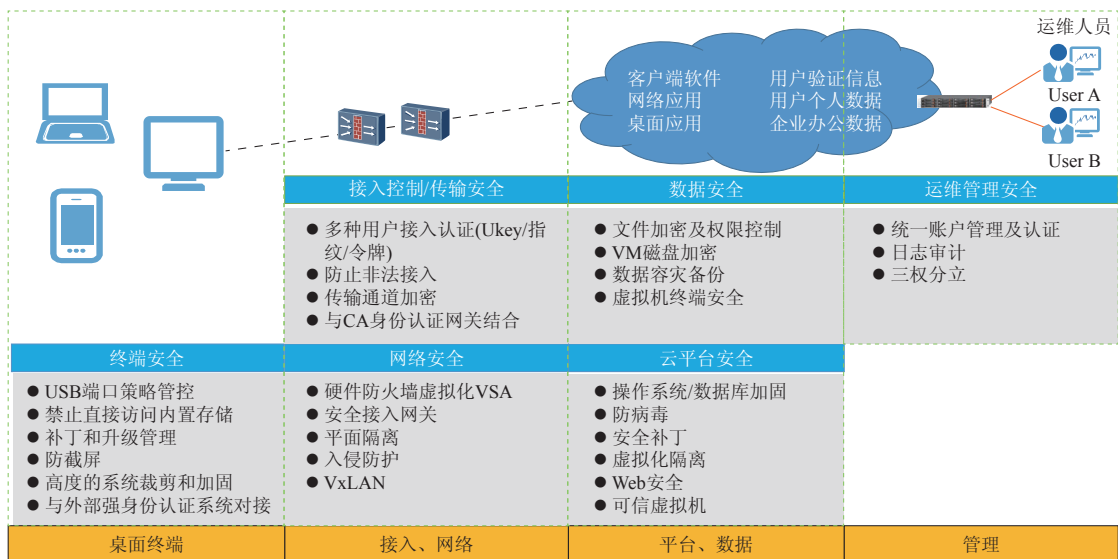 运维人员
客户端软件 用户验证信息
网络应用 用户个人数据
桌面应用 企业办公数据
User A
User B
接入控制/传输安全
● 多种用户接入认证(Ukey/指
纹/令牌)
● 防止非法接入
● 传输通道加密
● 与CA身份认证网关结合
数据安全
● 文件加密及权限控制
● VM磁盘加密
● 数据容灾备份
● 虚拟机终端安全
运维管理安全
● 统一账户管理及认证
● 日志审计
● 三权分立
终端安全
● USB端口策略管控
● 禁止直接访问内置存储
● 补丁和升级管理
● 防截屏
● 高度的系统裁剪和加固
● 与外部强身份认证系统对接
网络安全
● 硬件防火墙虚拟化VSA
● 安全接入网关
● 平面隔离
● 入侵防护
● VxLAN
云平台安全
● 操作系统/数据库加固
● 防病毒
● 安全补丁
● 虚拟化隔离
● Web安全
● 可信虚拟机
桌面终端
接入、网络
平台、数据
管理